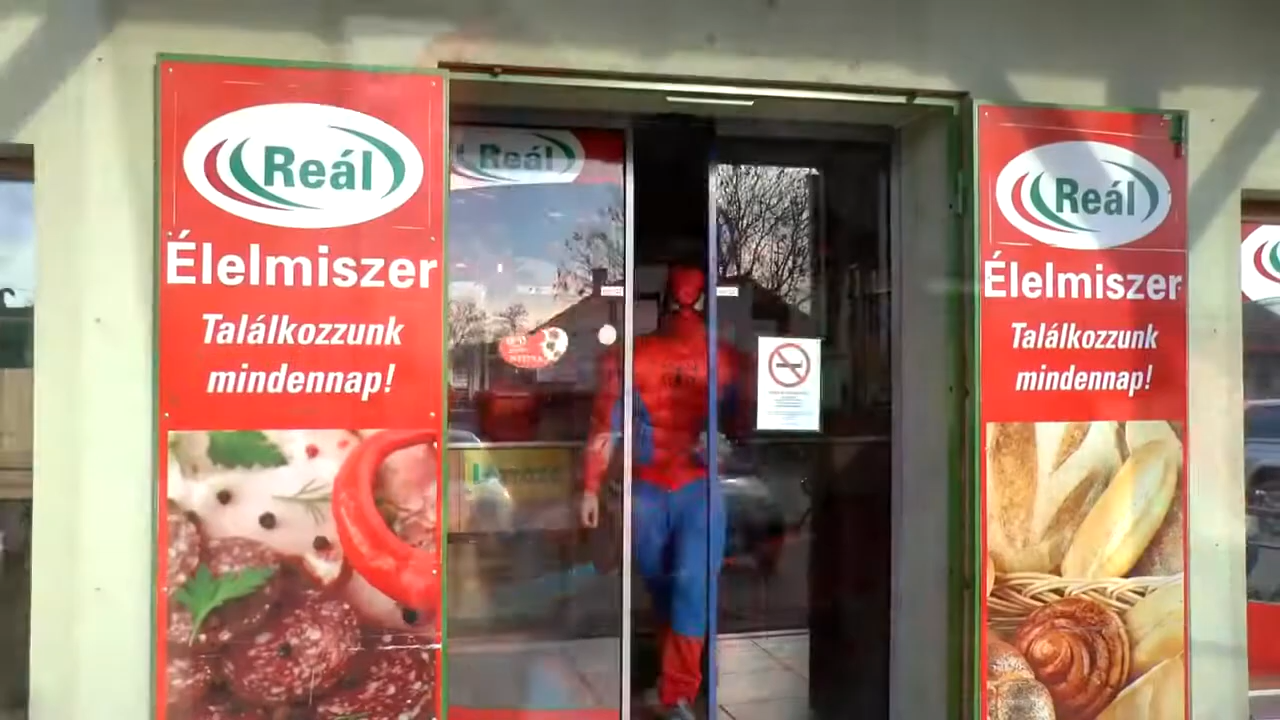 Reál
Élelmiszer
Találkozzunk
mindennap!
Reál
Reál
Élelmiszer
Találkozzunk
mindennap!